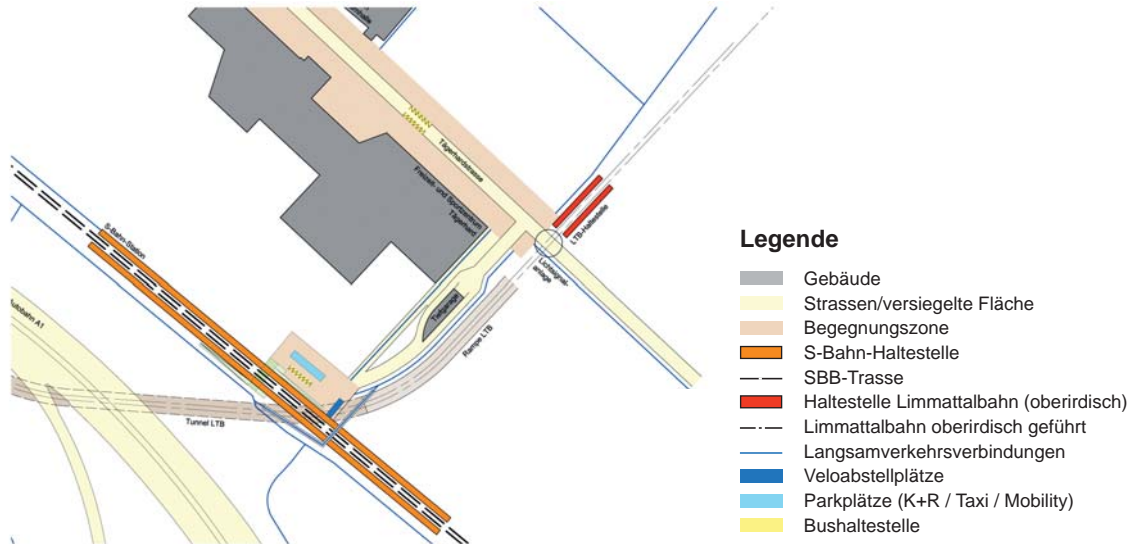 Tägerhardstrasse
Freizeit- und Sportzentrum
Tägerhard
LTB-Haltestelle
Lichtsignal-
anlage
S-Bahn-Station
Tiefgarage
Rampe LTB
Autobahn A1
Tunnel LTB
Legende
Gebäude
Strassen/versiegelte Fläche
Begegnungszone
S-Bahn-Haltestelle
SBB-Trasse
Haltestelle Limmattalbahn (oberirdisch)
Limmattalbahn oberirdisch geführt
Langsamverkehrsverbindungen
Veloabstellplätze
Parkplätze (K+R / Taxi / Mobility)
Bushaltestelle